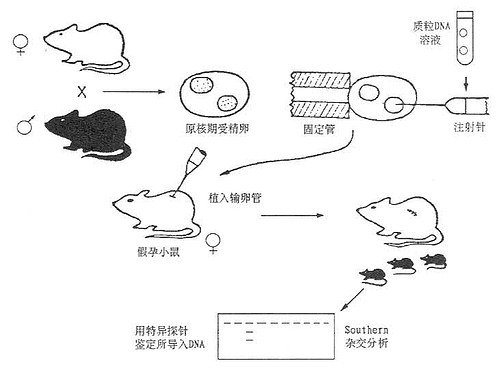 ♀
X
♂
原核期受精卵
固定管
质粒DNA
溶液
注射针
植入输卵管
假孕小鼠
♀
用特异探针
鉴定所导入DNA
Southern
杂交分析